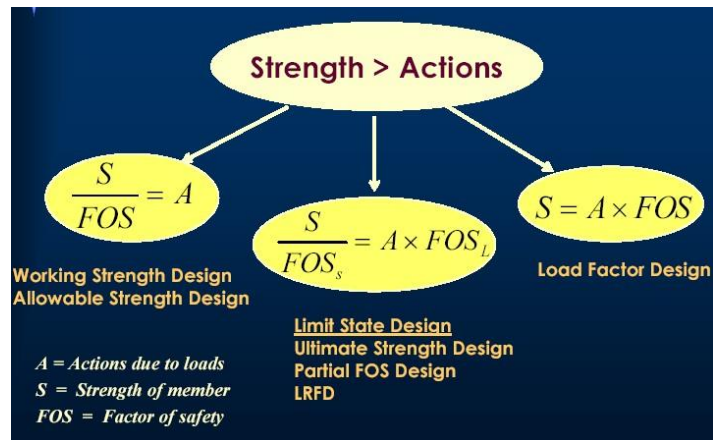 Strength > Actions
S/FOS = A
Working Strength Design
Allowable Strength Design
S/FOSₛ = A × FOS_L
Limit State Design
Ultimate Strength Design
Partial FOS Design
LRFD
S = A × FOS
Load Factor Design
A = Actions due to loads
S = Strength of member
FOS = Factor of safety